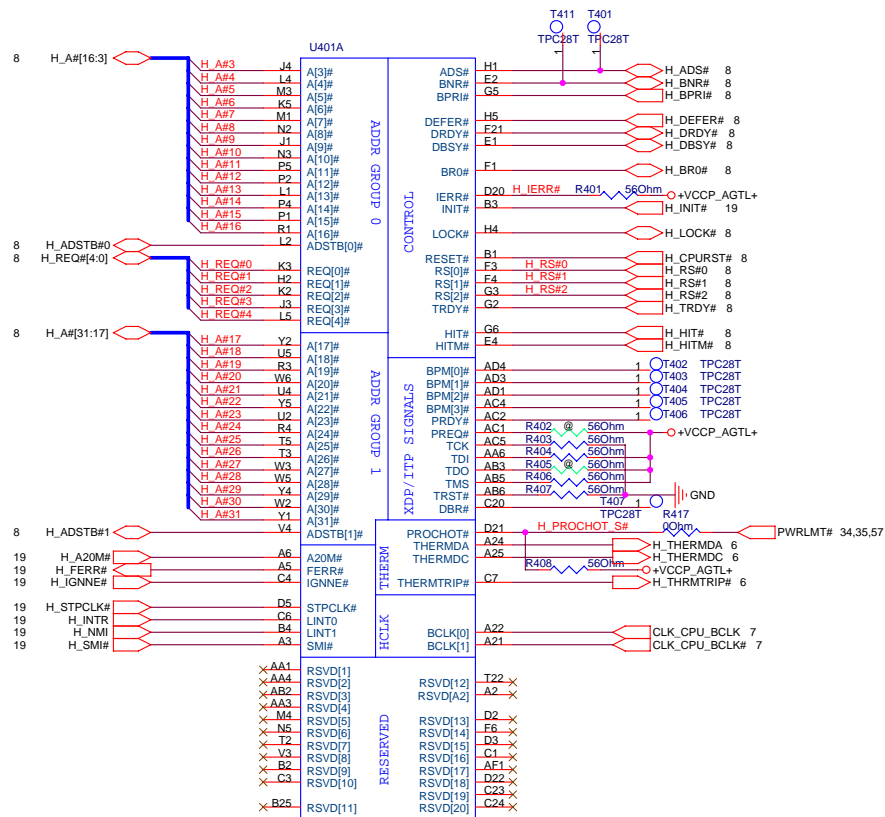 T411 T401
TPC28T TPC28T
1 1
U401A
8 H_A#[16:3]
H_A#3 J4 A[3]#
H_A#4 L4 A[4]#
H_A#5 M3 A[5]#
H_A#6 K5 A[6]#
H_A#7 M1 A[7]#
H_A#8 N2 A[8]#
H_A#9 J1 A[9]#
H_A#10 N3 A[10]#
H_A#11 P5 A[11]#
H_A#12 P2 A[12]#
H_A#13 L1 A[13]#
H_A#14 P4 A[14]#
H_A#15 P1 A[15]#
H_A#16 R1 A[16]#
8 H_ADSTB#0 L2 ADSTB[0]#
8 H_REQ#[4:0]
H_REQ#0 K3 REQ[0]#
H_REQ#1 H2 REQ[1]#
H_REQ#2 K2 REQ[2]#
H_REQ#3 J3 REQ[3]#
H_REQ#4 L5 REQ[4]#
ADDR GROUP 0
8 H_A#[31:17]
H_A#17 Y2 A[17]#
H_A#18 U5 A[18]#
H_A#19 R3 A[19]#
H_A#20 W6 A[20]#
H_A#21 U4 A[21]#
H_A#22 Y5 A[22]#
H_A#23 U2 A[23]#
H_A#24 R4 A[24]#
H_A#25 T5 A[25]#
H_A#26 T3 A[26]#
H_A#27 W3 A[27]#
H_A#28 W5 A[28]#
H_A#29 Y4 A[29]#
H_A#30 W2 A[30]#
H_A#31 Y1 A[31]#
8 H_ADSTB#1 V4 ADSTB[1]#
ADDR GROUP 1
19 H_A20M# A6 A20M#
19 H_FERR# A5 FERR#
19 H_IGNNE# C4 IGNNE#
19 H_STPCLK# D5 STPCLK#
19 H_INTR C6 LINT0
19 H_NMI B4 LINT1
19 H_SMI# A3 SMI#
AA1 RSVD[1]
AA4 RSVD[2]
AB2 RSVD[3]
AA3 RSVD[4]
M4 RSVD[5]
N5 RSVD[6]
T2 RSVD[7]
V3 RSVD[8]
B2 RSVD[9]
C3 RSVD[10]
B25 RSVD[11]
RESERVED
CONTROL
ADS# H1 H_ADS# 8
BNR# E2 H_BNR# 8
BPRI# G5 H_BPRI# 8
DEFER# H5 H_DEFER# 8
DRDY# F21 H_DRDY# 8
DBSY# E1 H_DBSY# 8
BR0# F1 H_BR0# 8
IERR# D20 H_IERR# R401 56Ohm +VCCP_AGTL+
INIT# B3 H_INIT# 19
LOCK# H4 H_LOCK# 8
RESET# B1 H_CPURST# 8
RS[0]# F3 H_RS#0 H_RS#0 8
RS[1]# F4 H_RS#1 H_RS#1 8
RS[2]# G3 H_RS#2 H_RS#2 8
TRDY# G2 H_TRDY# 8
HIT# G6 H_HIT# 8
HITM# E4 H_HITM# 8
XDP/ITP SIGNALS
BPM[0]# AD4 1 T402 TPC28T
BPM[1]# AD3 1 T403 TPC28T
BPM[2]# AD1 1 T404 TPC28T
BPM[3]# AC4 1 T405 TPC28T
PRDY# AC2 1 T406 TPC28T
PREQ# AC1 R402 @ 56Ohm +VCCP_AGTL+
TCK AC5 R403 56Ohm
TDI AA6 R404 56Ohm
TDO AB3 R405 @ 56Ohm
TMS AB5 R406 56Ohm
TRST# AB6 R407 56Ohm GND
DBR# C20 T407 1
TPC28T
THERM
PROCHOT# D21 H_PROCHOT_S# R417 0Ohm PWRLMT# 34,35,57
THERMDA A24 H_THERMDA 6
THERMDC A25 H_THERMDC 6
R408 56Ohm +VCCP_AGTL+
THERMTRIP# C7 H_THRMTRIP# 6
HCLK
BCLK[0] A22 CLK_CPU_BCLK 7
BCLK[1] A21 CLK_CPU_BCLK# 7
RSVD[12] T22
RSVD[A2] A2
RSVD[13] D2
RSVD[14] F6
RSVD[15] D3
RSVD[16] C1
RSVD[17] AF1
RSVD[18] D22
RSVD[19] C23
RSVD[20] C24